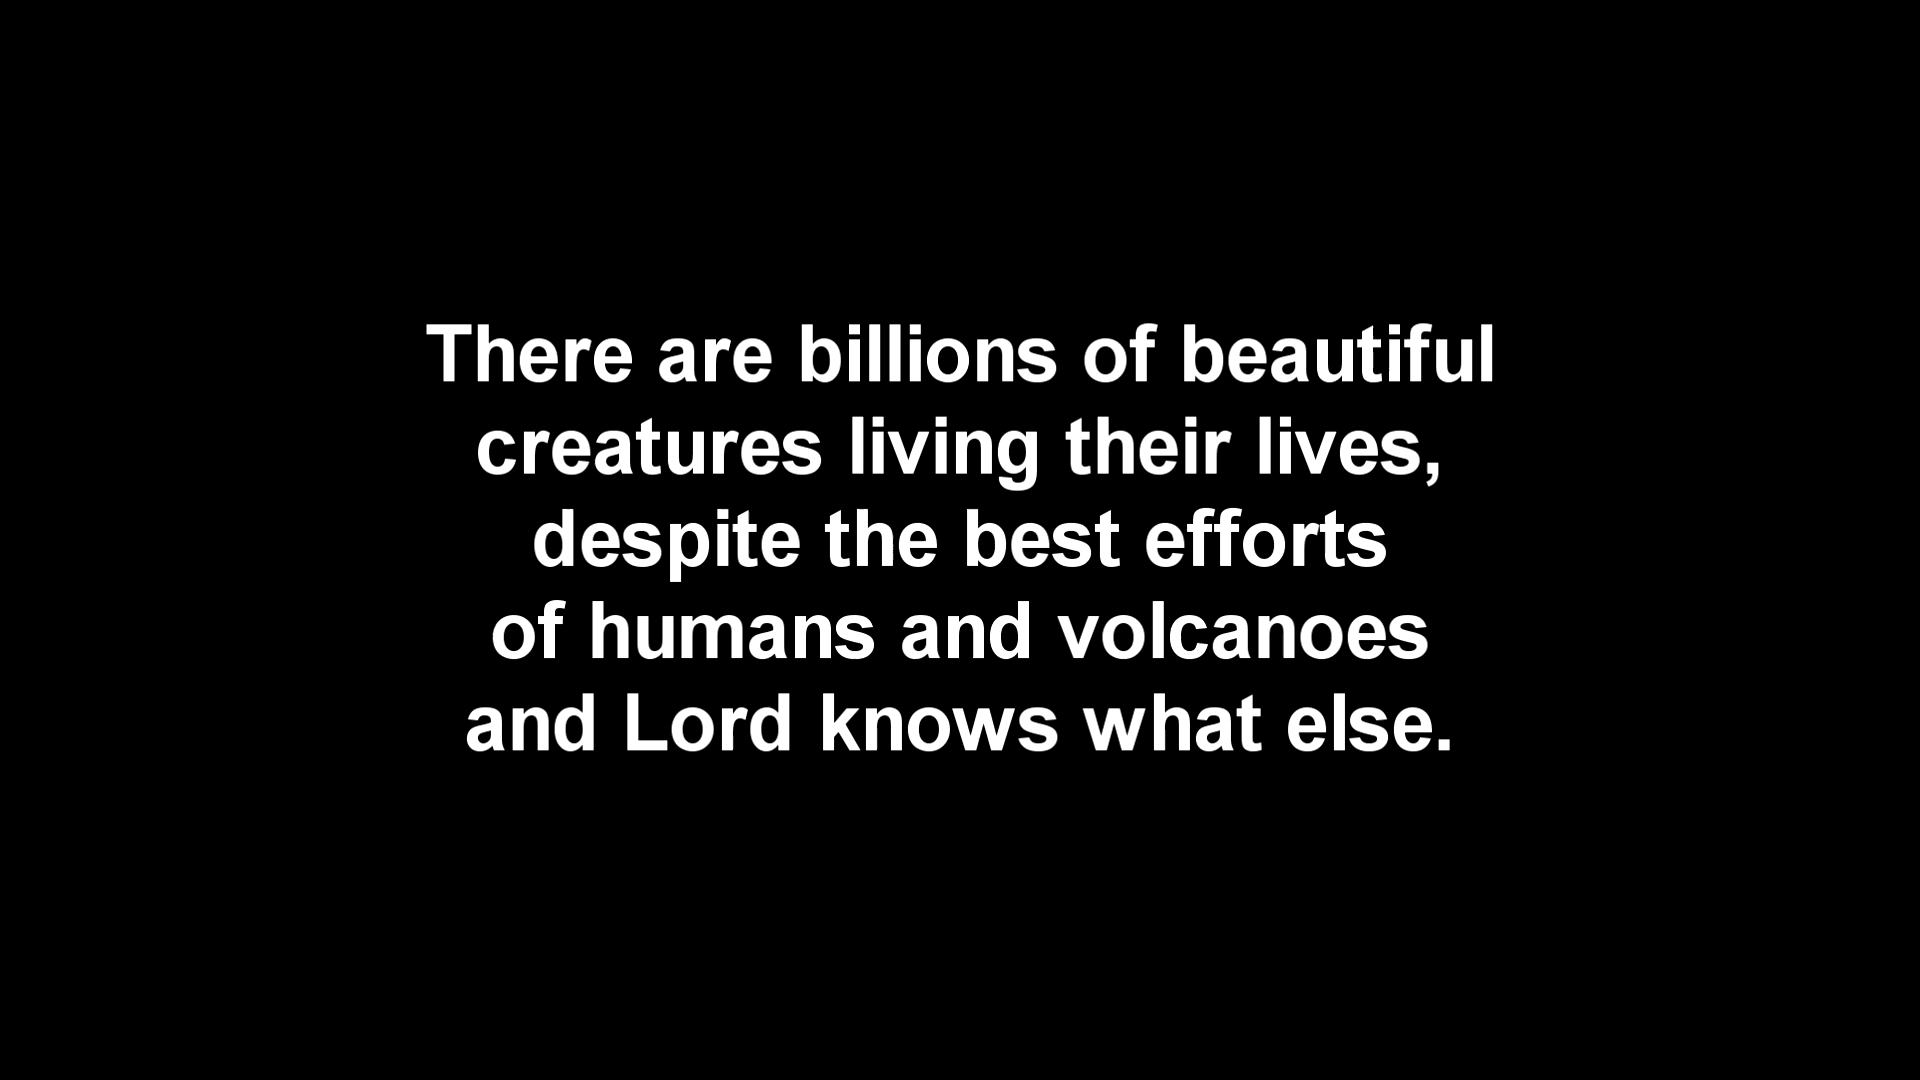 There are billions of beautiful
creatures living their lives,
despite the best efforts
of humans and volcanoes
and Lord knows what else.